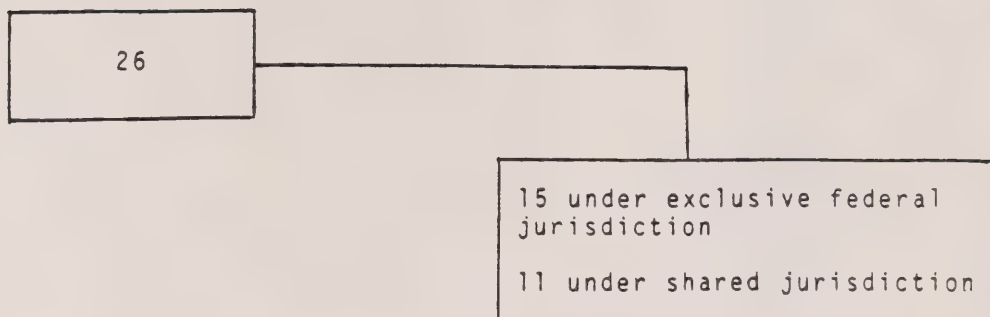 26
15 under exclusive federal
jurisdiction
11 under shared jurisdiction